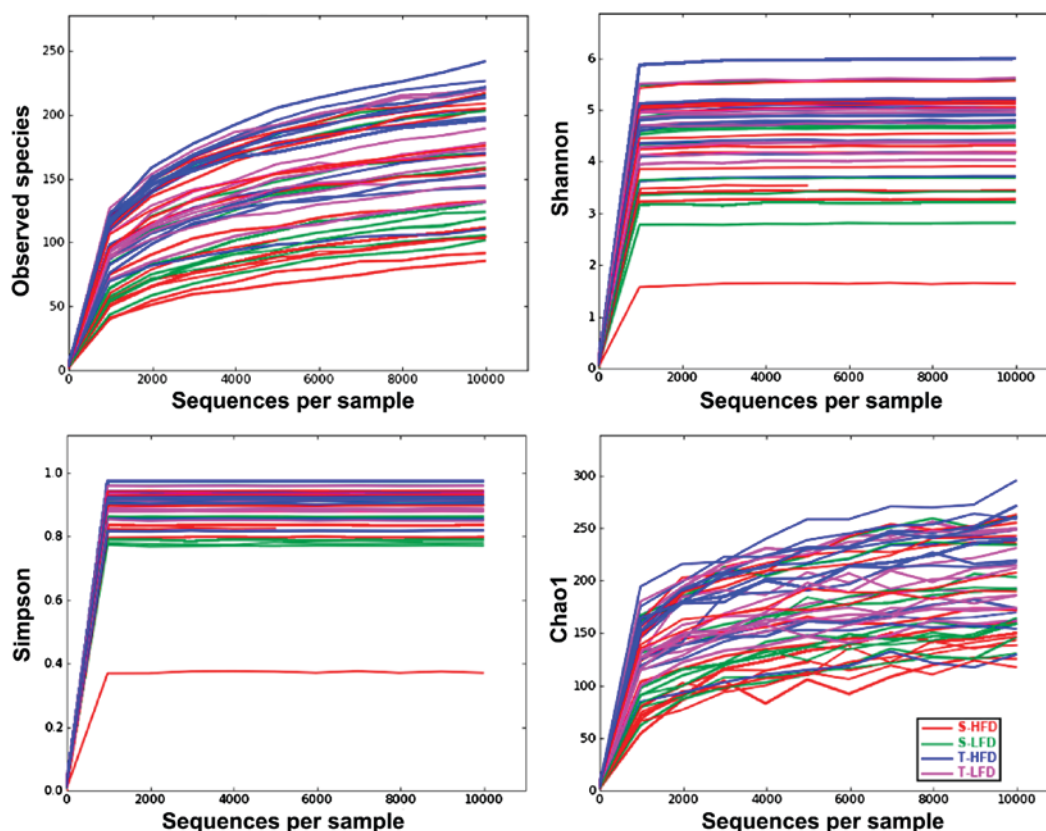 Observed species
250
200
150
100
50
0
0 2000 4000 6000 8000 10000
Sequences per sample
Shannon
6
5
4
3
2
1
0
0 2000 4000 6000 8000 10000
Sequences per sample
Simpson
1.0
0.8
0.6
0.4
0.2
0.0
0 2000 4000 6000 8000 10000
Sequences per sample
Chao1
300
250
200
150
100
50
0
0 2000 4000 6000 8000 10000
Sequences per sample
S-HFD
S-LFD
T-HFD
T-LFD